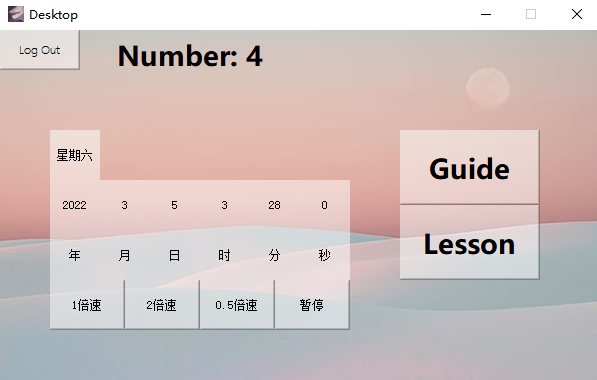 Desktop
Log Out
Number: 4
星期六
Guide
2022 3 5 3 28 0
Lesson
年 月 日 时 分 秒
1倍速 2倍速 0.5倍速 暂停